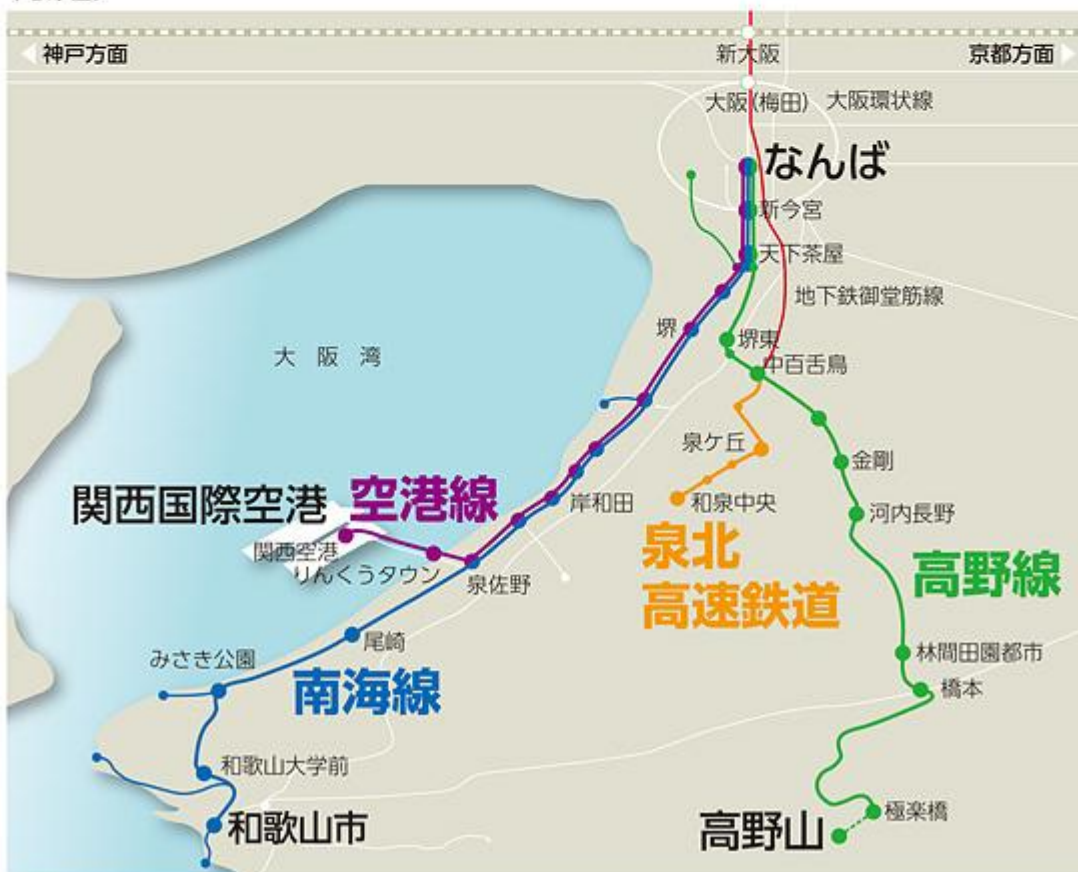 神戸方面
新大阪
京都方面
大阪(梅田)
大阪環状線
なんば
新今宮
天下茶屋
地下鉄御堂筋線
堺
堺東
大阪湾
中百舌鳥
泉ケ丘
金剛
関西国際空港
空港線
岸和田
和泉中央
河内長野
関西空港
りんくうタウン
泉佐野
泉北
高速鉄道
高野線
尾崎
みさき公園
林間田園都市
南海線
橋本
和歌山大学前
和歌山市
高野山
極楽橋